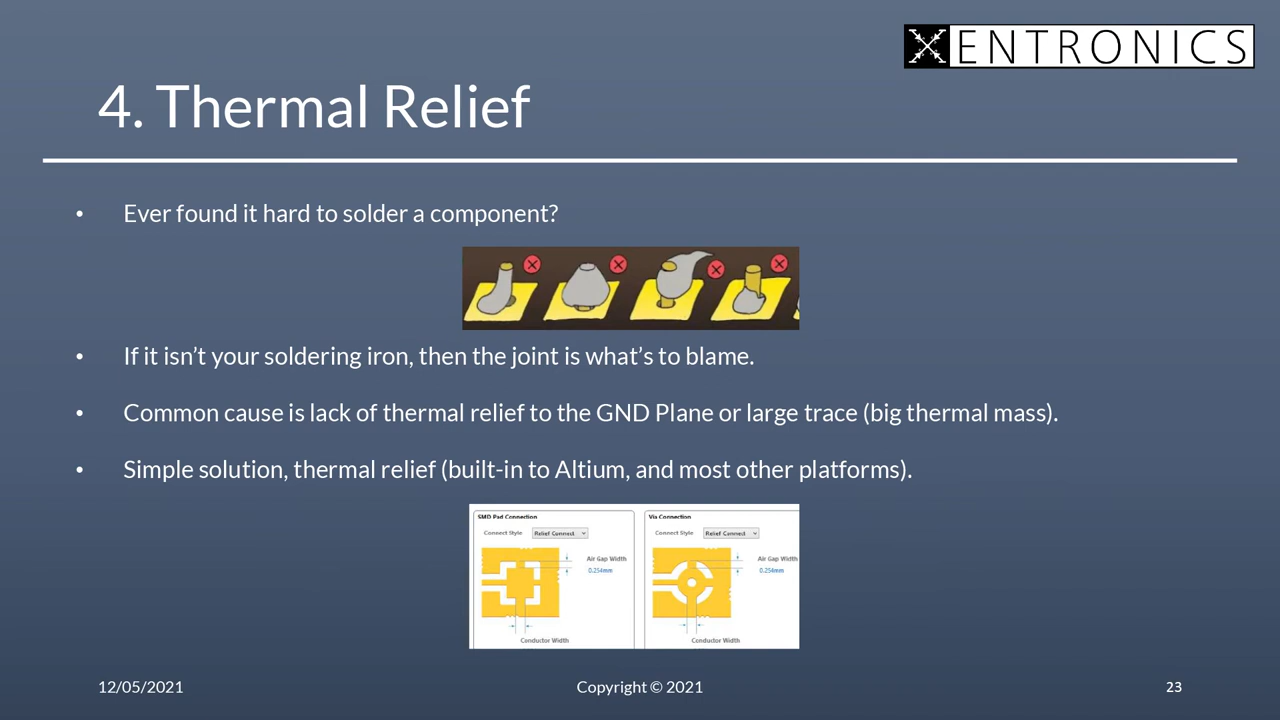 XENTRONICS
4. Thermal Relief
• Ever found it hard to solder a component?
• If it isn't your soldering iron, then the joint is what's to blame.
• Common cause is lack of thermal relief to the GND Plane or large trace (big thermal mass).
• Simple solution, thermal relief (built-in to Altium, and most other platforms).
SMD Pad Connection
Connect Style Relief Connect
Air Gap Width
0.254mm
Conductor Width
Via Connection
Connect Style Relief Connect
Air Gap Width
0.254mm
Conductor Width
12/05/2021
Copyright © 2021
23